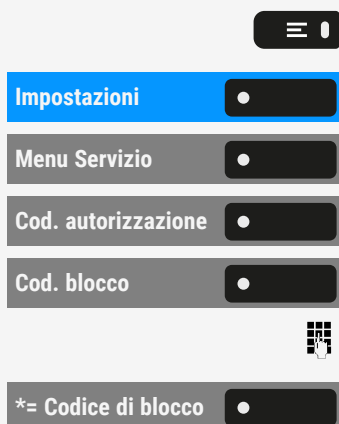 Impostazioni
Menu Servizio
Cod. autorizzazione
Cod. blocco
*= Codice di blocco